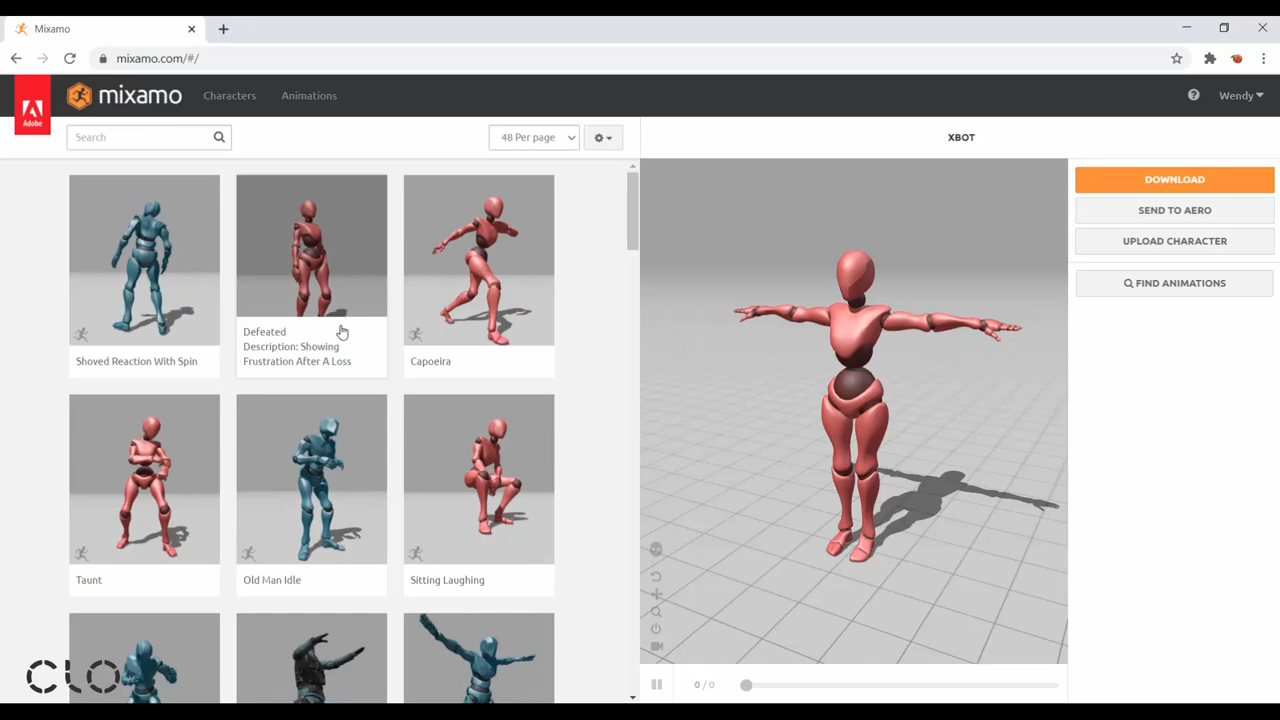 Mixamo
mixamo.com/#/
Adobe
mixamo
Characters
Animations
Wendy
Search
48 Per page
XBOT
Shoved Reaction With Spin
Defeated
Description: Showing
Frustration After A Loss
Capoeira
Taunt
Old Man Idle
Sitting Laughing
DOWNLOAD
SEND TO AERO
UPLOAD CHARACTER
FIND ANIMATIONS
0 / 0
CLO